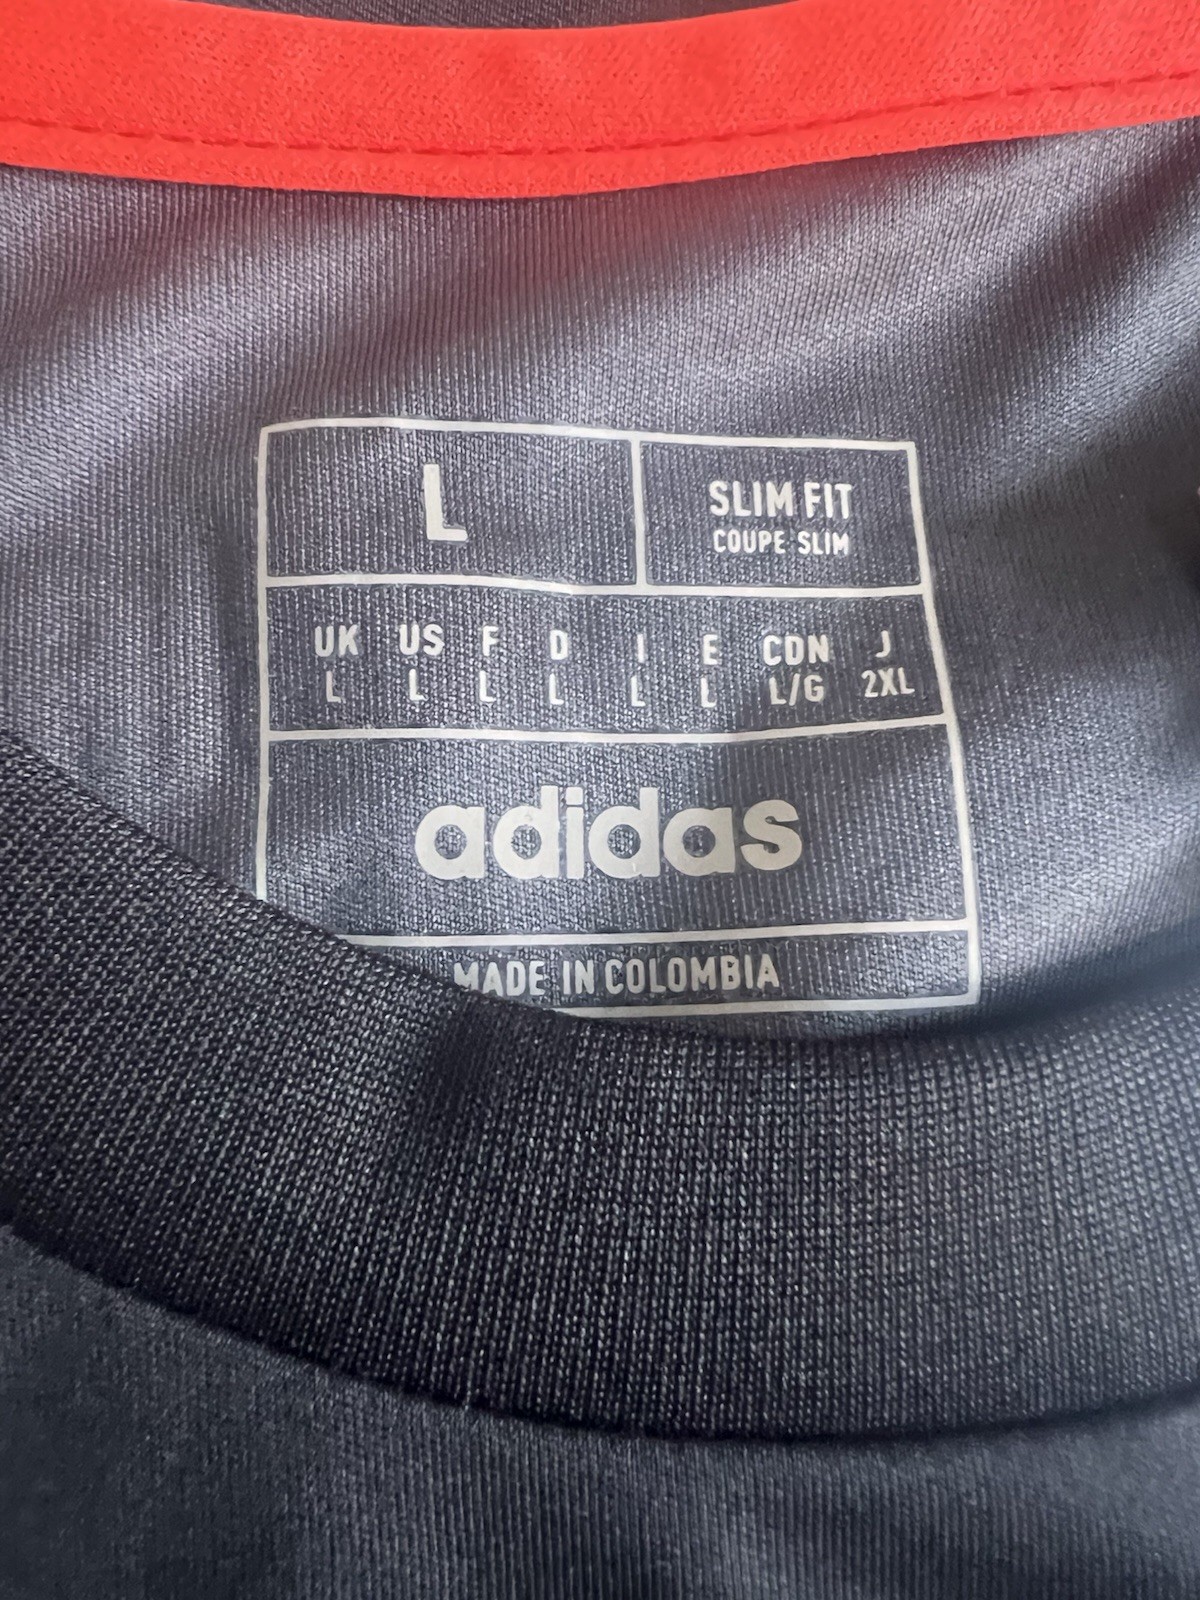 L
SLIM FIT
COUPE SLIM
UK US F D I E CDN J
L L L L L L L/G 2XL
adidas
MADE IN COLOMBIA